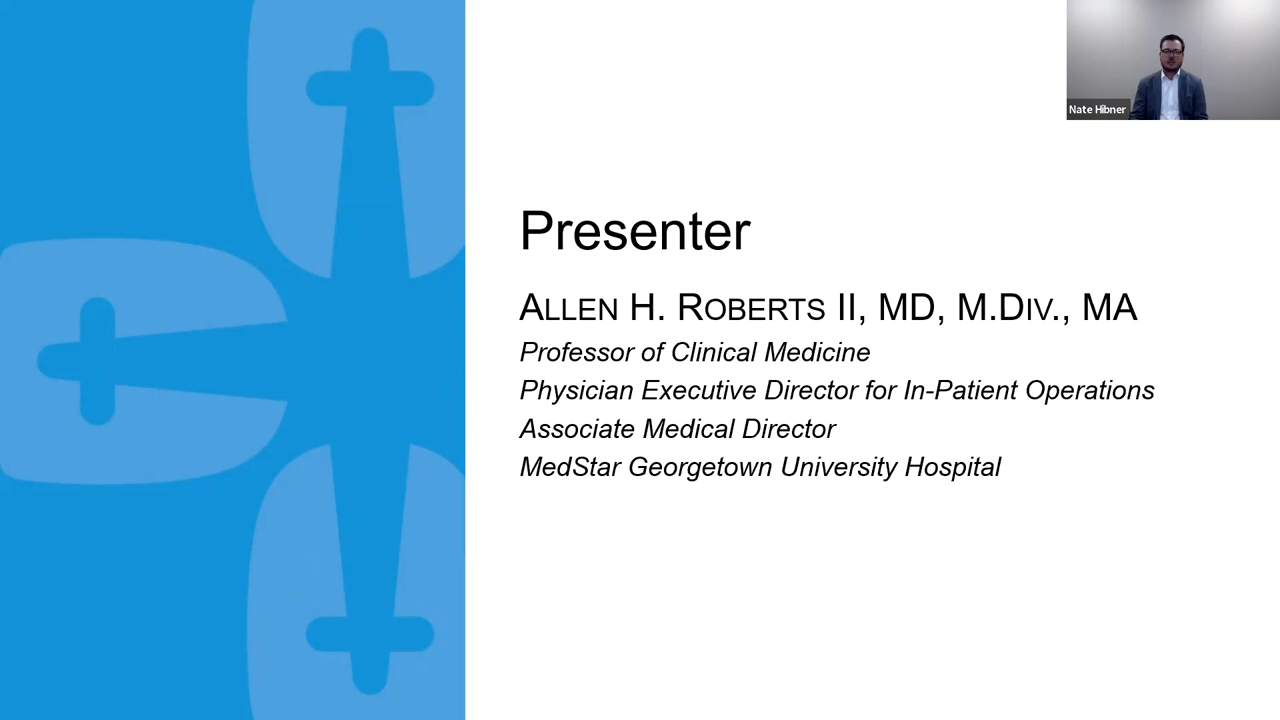 Nate Hibner
Presenter
ALLEN H. ROBERTS II, MD, M.DIV., MA
Professor of Clinical Medicine
Physician Executive Director for In-Patient Operations
Associate Medical Director
MedStar Georgetown University Hospital